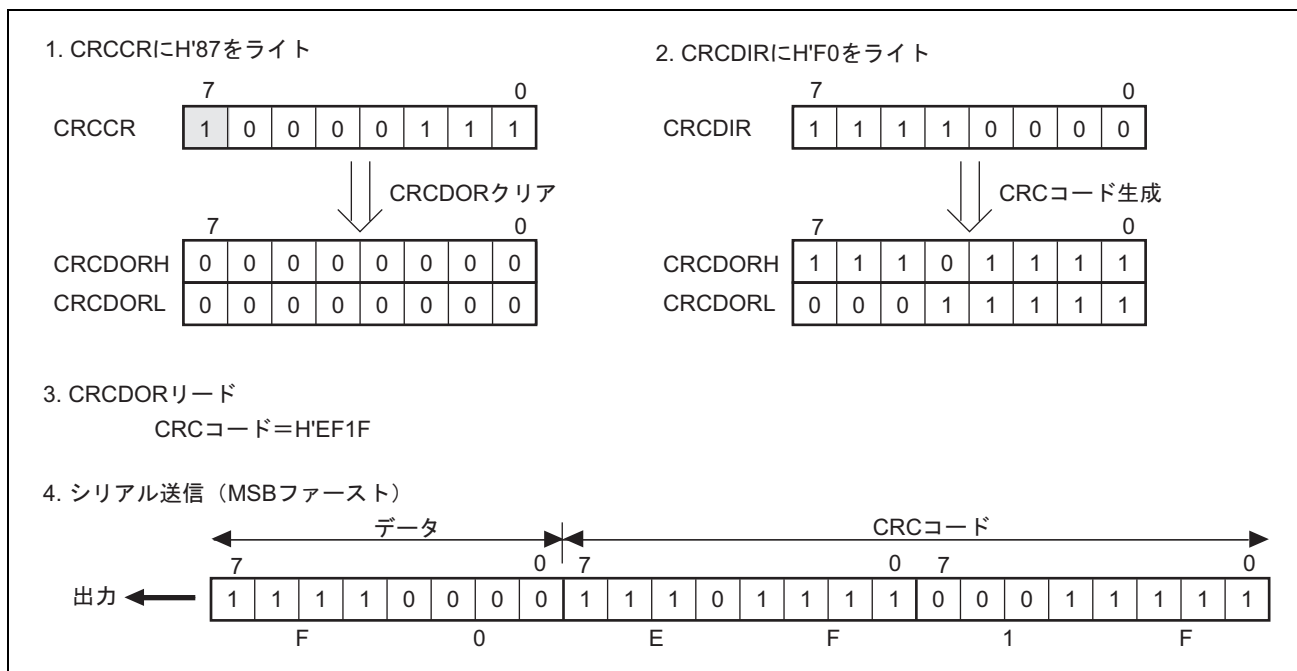 1. CRCCRにH'87をライト
7 0
CRCCR 1 0 0 0 0 1 1 1
CRCDORクリア
7 0
CRCDORH 0 0 0 0 0 0 0 0
CRCDORL 0 0 0 0 0 0 0 0
2. CRCDIRにH'F0をライト
7 0
CRCDIR 1 1 1 1 0 0 0 0
CRCコード生成
7 0
CRCDORH 1 1 1 0 1 1 1 1
CRCDORL 0 0 0 1 1 1 1 1
3. CRCDORリード
CRCコード＝H'EF1F
4. シリアル送信（MSBファースト）
データ CRCコード
7 0 7 0 7 0
出力 1 1 1 1 0 0 0 0 1 1 1 0 1 1 1 1 0 0 0 1 1 1 1 1
F 0 E F 1 F